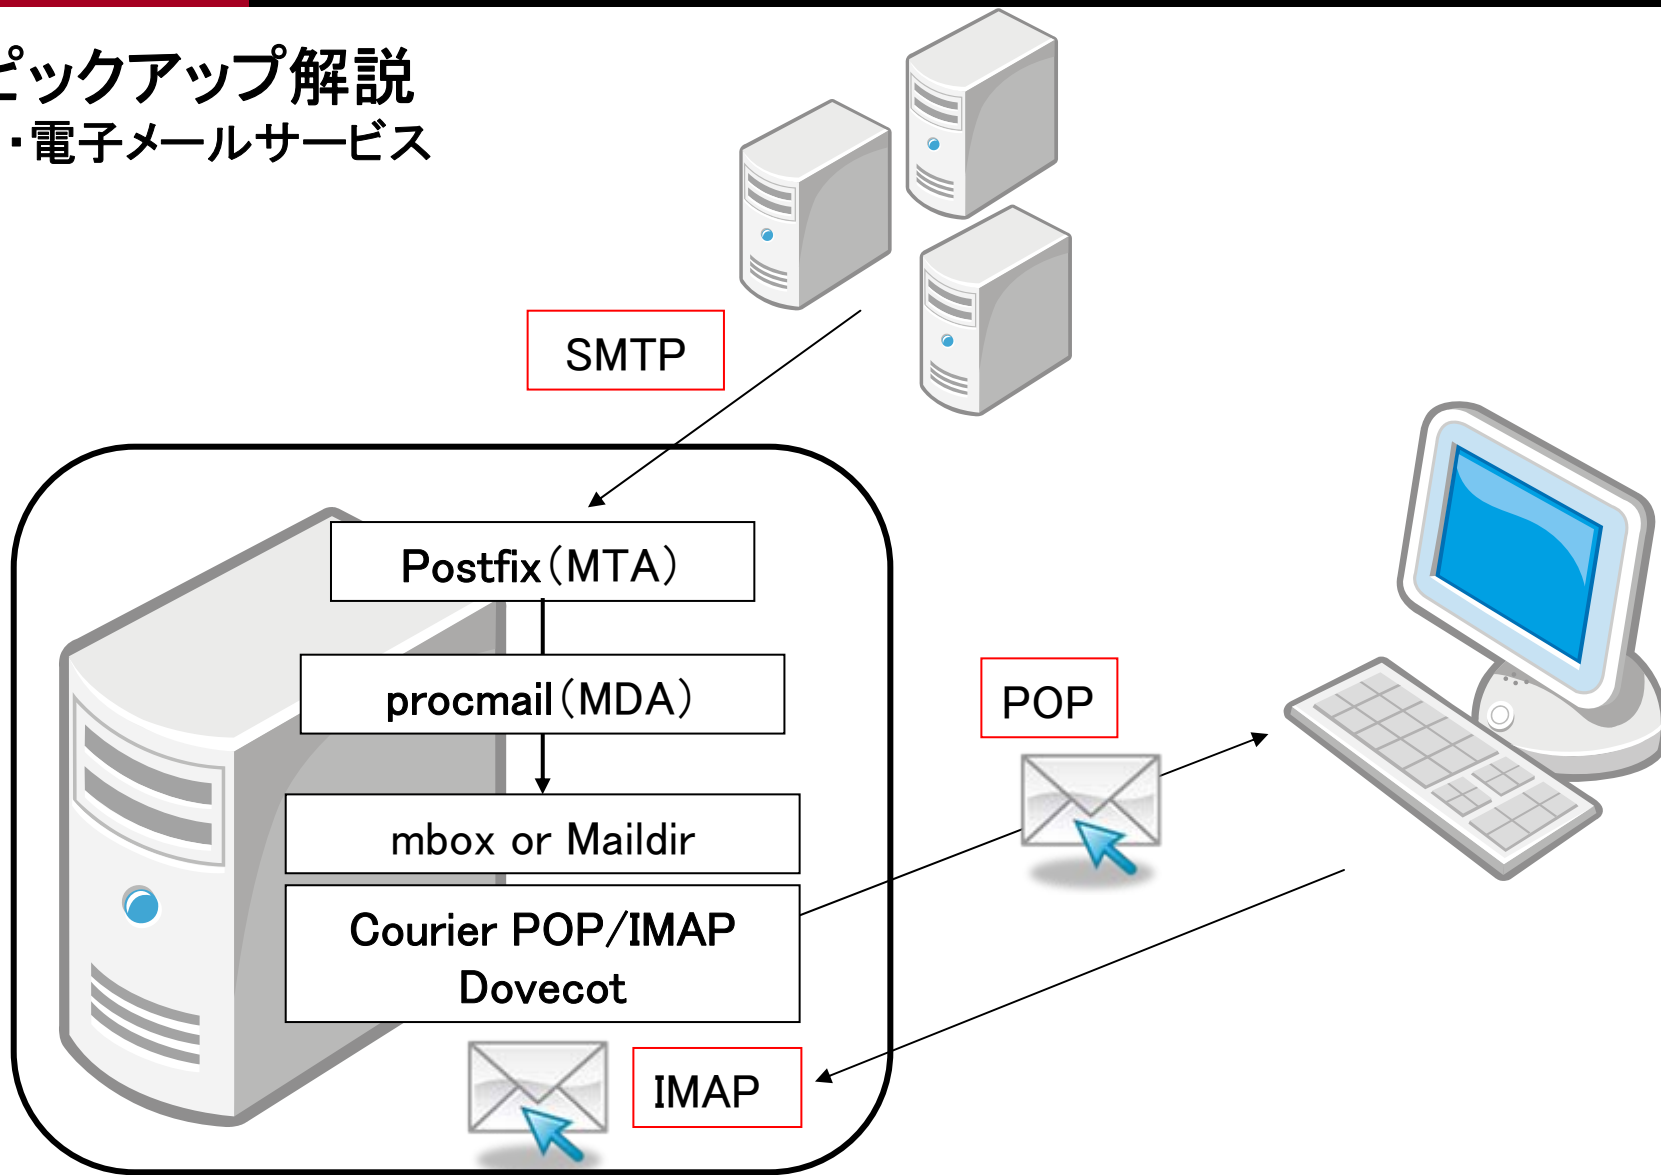 ピックアップ解説
・電子メールサービス
SMTP
Postfix（MTA）
procmail（MDA）
POP
mbox or Maildir
Courier POP/IMAP
Dovecot
IMAP